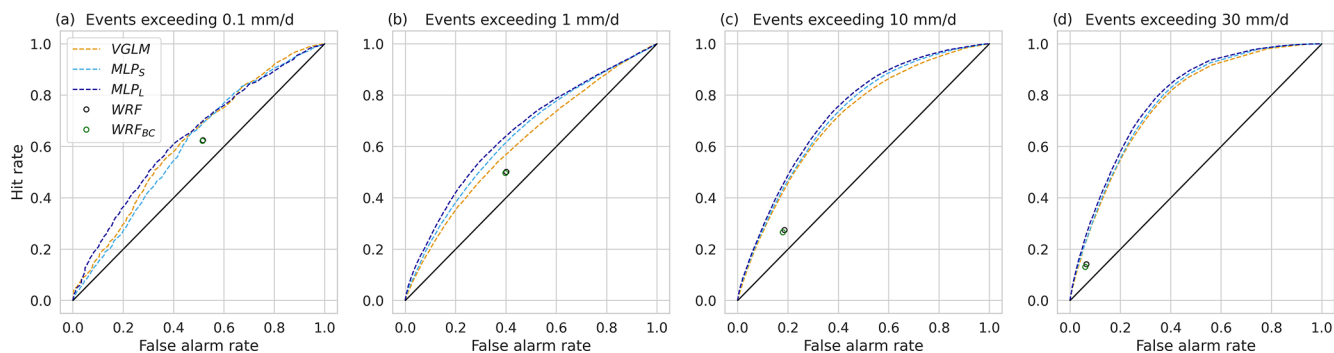 (a) Events exceeding 0.1 mm/d
(b) Events exceeding 1 mm/d
(c) Events exceeding 10 mm/d
(d) Events exceeding 30 mm/d
Hit rate
1.0
0.8
0.6
0.4
0.2
0.0
VGLM
MLP_S
MLP_L
WRF
WRF_BC
0.0 0.2 0.4 0.6 0.8 1.0
False alarm rate
1.0
0.8
0.6
0.4
0.2
0.0
0.0 0.2 0.4 0.6 0.8 1.0
False alarm rate
1.0
0.8
0.6
0.4
0.2
0.0
0.0 0.2 0.4 0.6 0.8 1.0
False alarm rate
1.0
0.8
0.6
0.4
0.2
0.0
0.0 0.2 0.4 0.6 0.8 1.0
False alarm rate